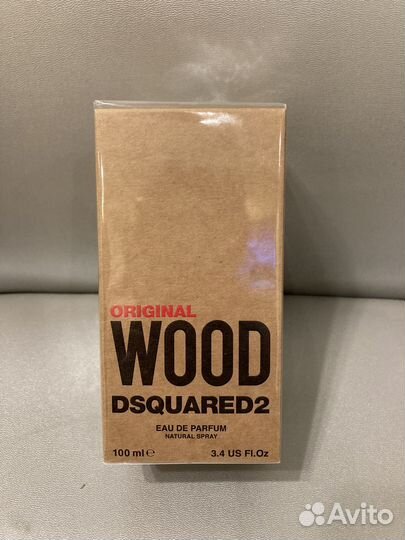 ORIGINAL
WOOD
DSQUARED2
EAU DE PARFUM
NATURAL SPRAY
100 ml ℮ 3.4 US Fl.Oz
Avito